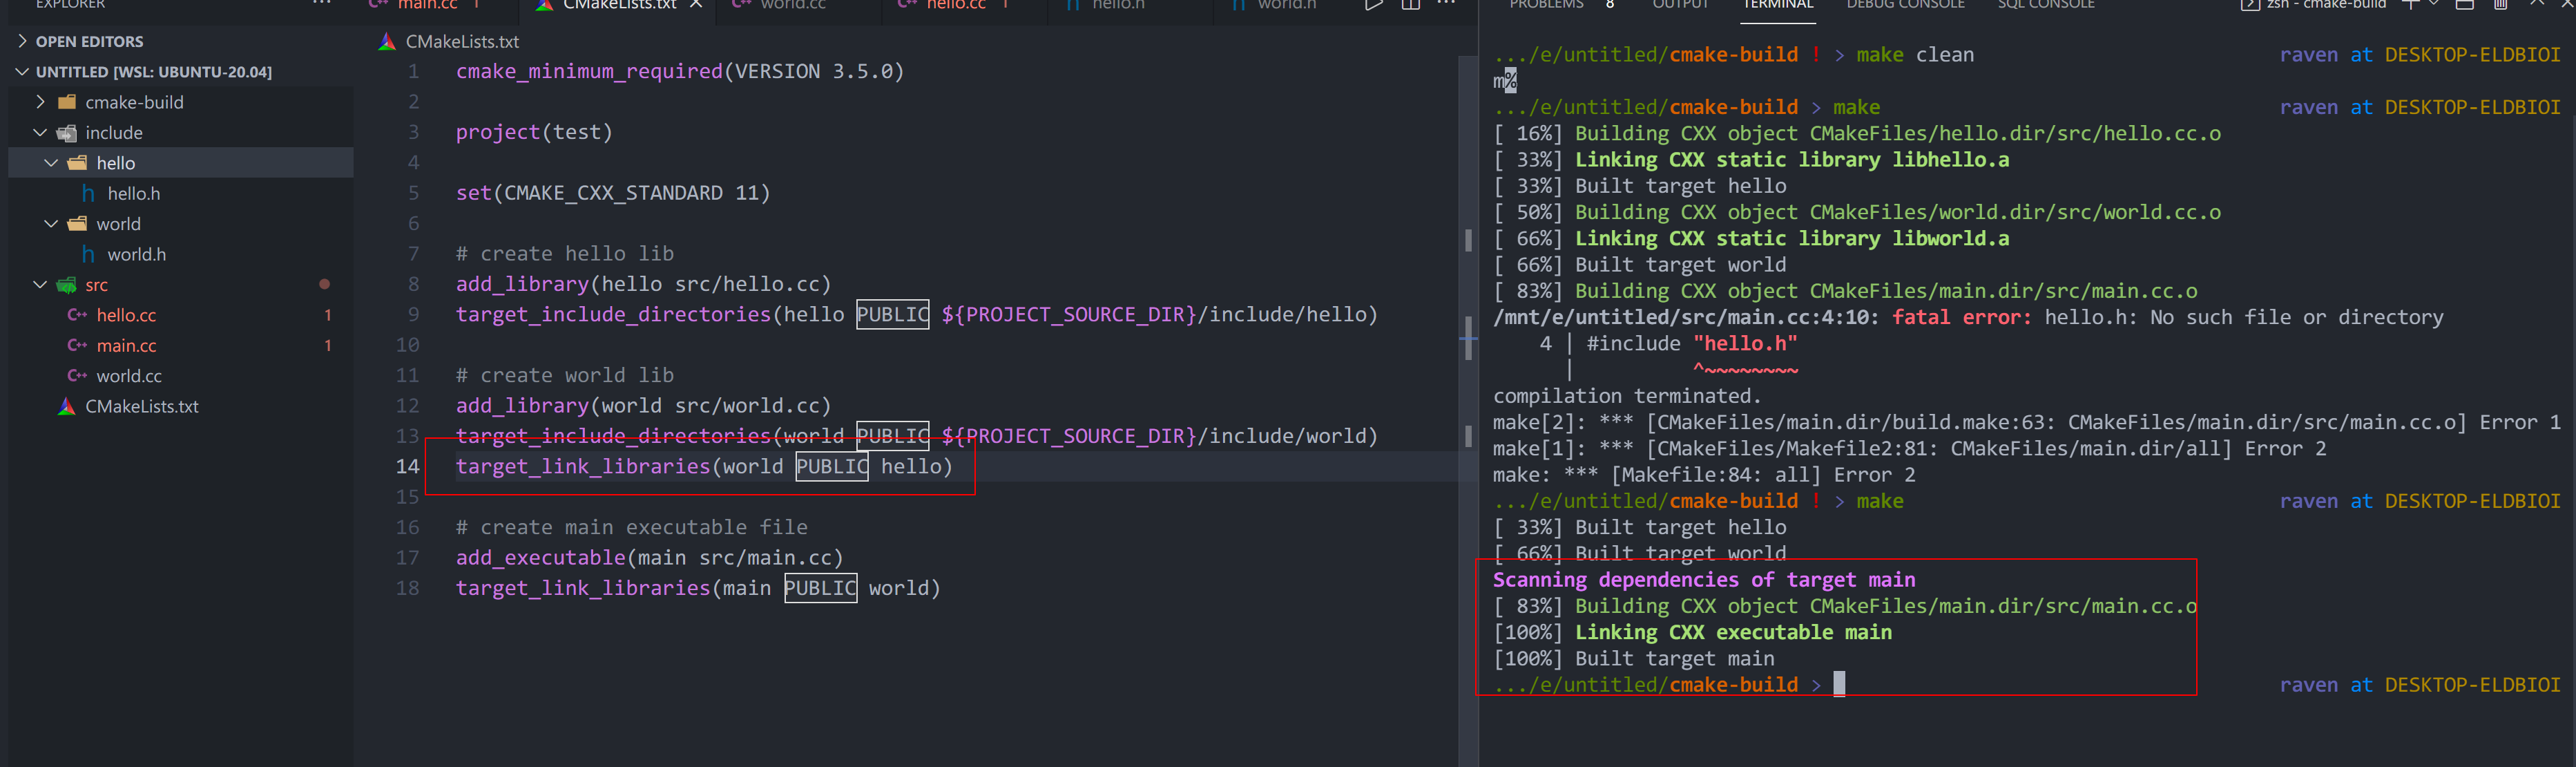 EXPLORER
OPEN EDITORS
UNTITLED [WSL: UBUNTU-20.04]
cmake-build
include
hello
hello.h
world
world.h
src
hello.cc 1
main.cc 1
world.cc
CMakeLists.txt
main.cc 1 CMakeLists.txt world.cc hello.cc 1 hello.h world.h
CMakeLists.txt
1 cmake_minimum_required(VERSION 3.5.0)
2
3 project(test)
4
5 set(CMAKE_CXX_STANDARD 11)
6
7 # create hello lib
8 add_library(hello src/hello.cc)
9 target_include_directories(hello PUBLIC ${PROJECT_SOURCE_DIR}/include/hello)
10
11 # create world lib
12 add_library(world src/world.cc)
13 target_include_directories(world PUBLIC ${PROJECT_SOURCE_DIR}/include/world)
14 target_link_libraries(world PUBLIC hello)
15
16 # create main executable file
17 add_executable(main src/main.cc)
18 target_link_libraries(main PUBLIC world)
PROBLEMS 8 OUTPUT TERMINAL DEBUG CONSOLE SQL CONSOLE zsh - cmake-build
.../e/untitled/cmake-build ! > make clean raven at DESKTOP-ELDBIOI
m%
.../e/untitled/cmake-build > make raven at DESKTOP-ELDBIOI
[ 16%] Building CXX object CMakeFiles/hello.dir/src/hello.cc.o
[ 33%] Linking CXX static library libhello.a
[ 33%] Built target hello
[ 50%] Building CXX object CMakeFiles/world.dir/src/world.cc.o
[ 66%] Linking CXX static library libworld.a
[ 66%] Built target world
[ 83%] Building CXX object CMakeFiles/main.dir/src/main.cc.o
/mnt/e/untitled/src/main.cc:4:10: fatal error: hello.h: No such file or directory
4 | #include "hello.h"
| ^~~~~~~~~
compilation terminated.
make[2]: *** [CMakeFiles/main.dir/build.make:63: CMakeFiles/main.dir/src/main.cc.o] Error 1
make[1]: *** [CMakeFiles/Makefile2:81: CMakeFiles/main.dir/all] Error 2
make: *** [Makefile:84: all] Error 2
.../e/untitled/cmake-build ! > make raven at DESKTOP-ELDBIOI
[ 33%] Built target hello
[ 66%] Built target world
Scanning dependencies of target main
[ 83%] Building CXX object CMakeFiles/main.dir/src/main.cc.o
[100%] Linking CXX executable main
[100%] Built target main
.../e/untitled/cmake-build > raven at DESKTOP-ELDBIOI